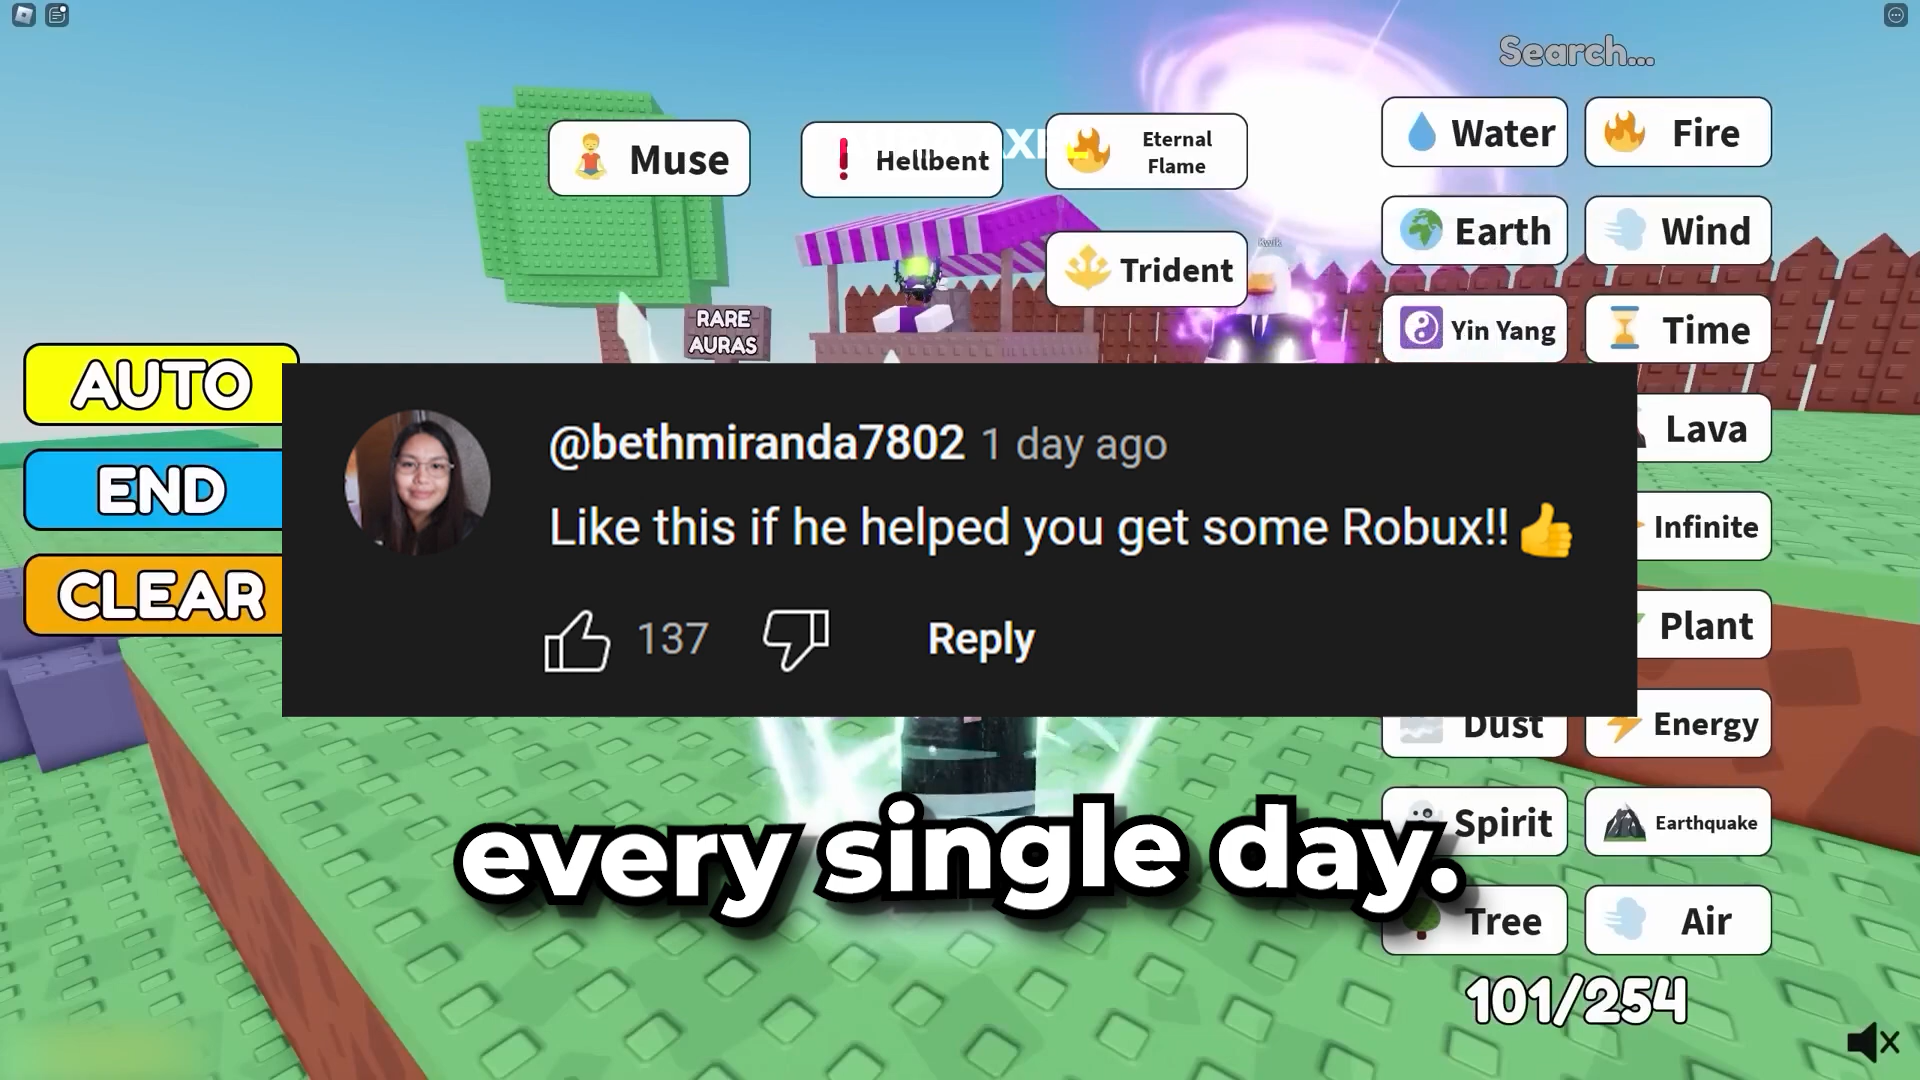 Search...
Muse
Hellbent
Eternal
Flame
Trident
Water
Fire
Earth
Wind
Yin Yang
Time
RARE
AURAS
Lava
AUTO
END
CLEAR
@bethmiranda7802 1 day ago
Like this if he helped you get some Robux!!👍
137
Reply
Infinite
Plant
Dust
Energy
Spirit
Earthquake
every single day.
Tree
Air
101/254